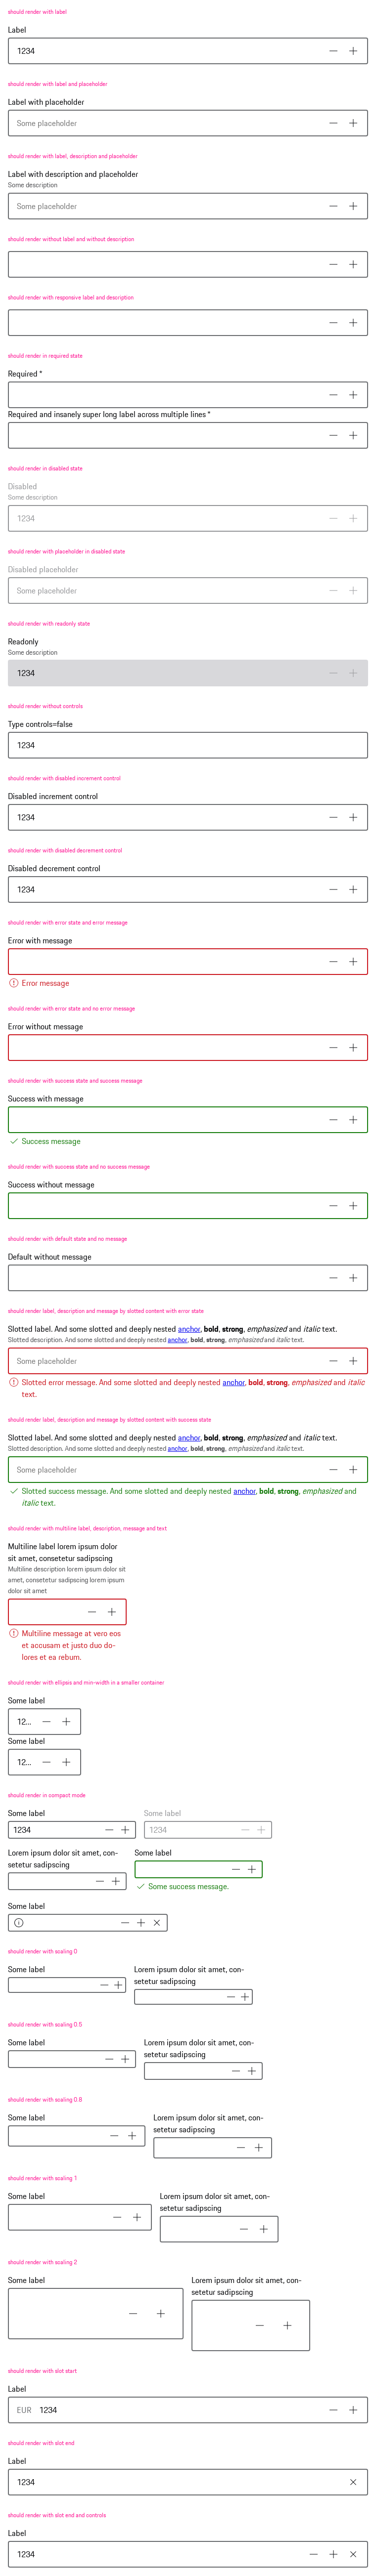 should render with label
Label
1234
should render with label and placeholder
Label with placeholder
Some placeholder
should render with label, description and placeholder
Label with description and placeholder
Some description
Some placeholder
should render without label and without description
should render with responsive label and description
should render in required state
Required *
Required and insanely super long label across multiple lines *
should render in disabled state
Disabled
Some description
1234
should render with placeholder in disabled state
Disabled placeholder
Some placeholder
should render with readonly state
Readonly
Some description
1234
should render without controls
Type controls=false
1234
should render with disabled increment control
Disabled increment control
1234
should render with disabled decrement control
Disabled decrement control
1234
should render with error state and error message
Error with message
Error message
should render with error state and no error message
Error without message
should render with success state and success message
Success with message
Success message
should render with success state and no success message
Success without message
should render with default state and no message
Default without message
should render label, description and message by slotted content with error state
Slotted label. And some slotted and deeply nested anchor, bold, strong, emphasized and italic text.
Slotted description. And some slotted and deeply nested anchor, bold, strong, emphasized and italic text.
Some placeholder
Slotted error message. And some slotted and deeply nested anchor, bold, strong, emphasized and italic
text.
should render label, description and message by slotted content with success state
Slotted label. And some slotted and deeply nested anchor, bold, strong, emphasized and italic text.
Slotted description. And some slotted and deeply nested anchor, bold, strong, emphasized and italic text.
Some placeholder
Slotted success message. And some slotted and deeply nested anchor, bold, strong, emphasized and
italic text.
should render with multiline label, description, message and text
Multiline label lorem ipsum dolor
sit amet, consetetur sadipscing
Multiline description lorem ipsum dolor sit
amet, consetetur sadipscing lorem ipsum
dolor sit amet
Multiline message at vero eos
et accusam et justo duo do-
lores et ea rebum.
should render with ellipsis and min-width in a smaller container
Some label
12...
Some label
12...
should render in compact mode
Some label Some label
1234 1234
Lorem ipsum dolor sit amet, con- Some label
setetur sadipscing
Some success message.
Some label
should render with scaling 0
Some label Lorem ipsum dolor sit amet, con-
setetur sadipscing
should render with scaling 0.5
Some label Lorem ipsum dolor sit amet, con-
setetur sadipscing
should render with scaling 0.8
Some label Lorem ipsum dolor sit amet, con-
setetur sadipscing
should render with scaling 1
Some label Lorem ipsum dolor sit amet, con-
setetur sadipscing
should render with scaling 2
Some label Lorem ipsum dolor sit amet, con-
setetur sadipscing
should render with slot start
Label
EUR 1234
should render with slot end
Label
1234
should render with slot end and controls
Label
1234